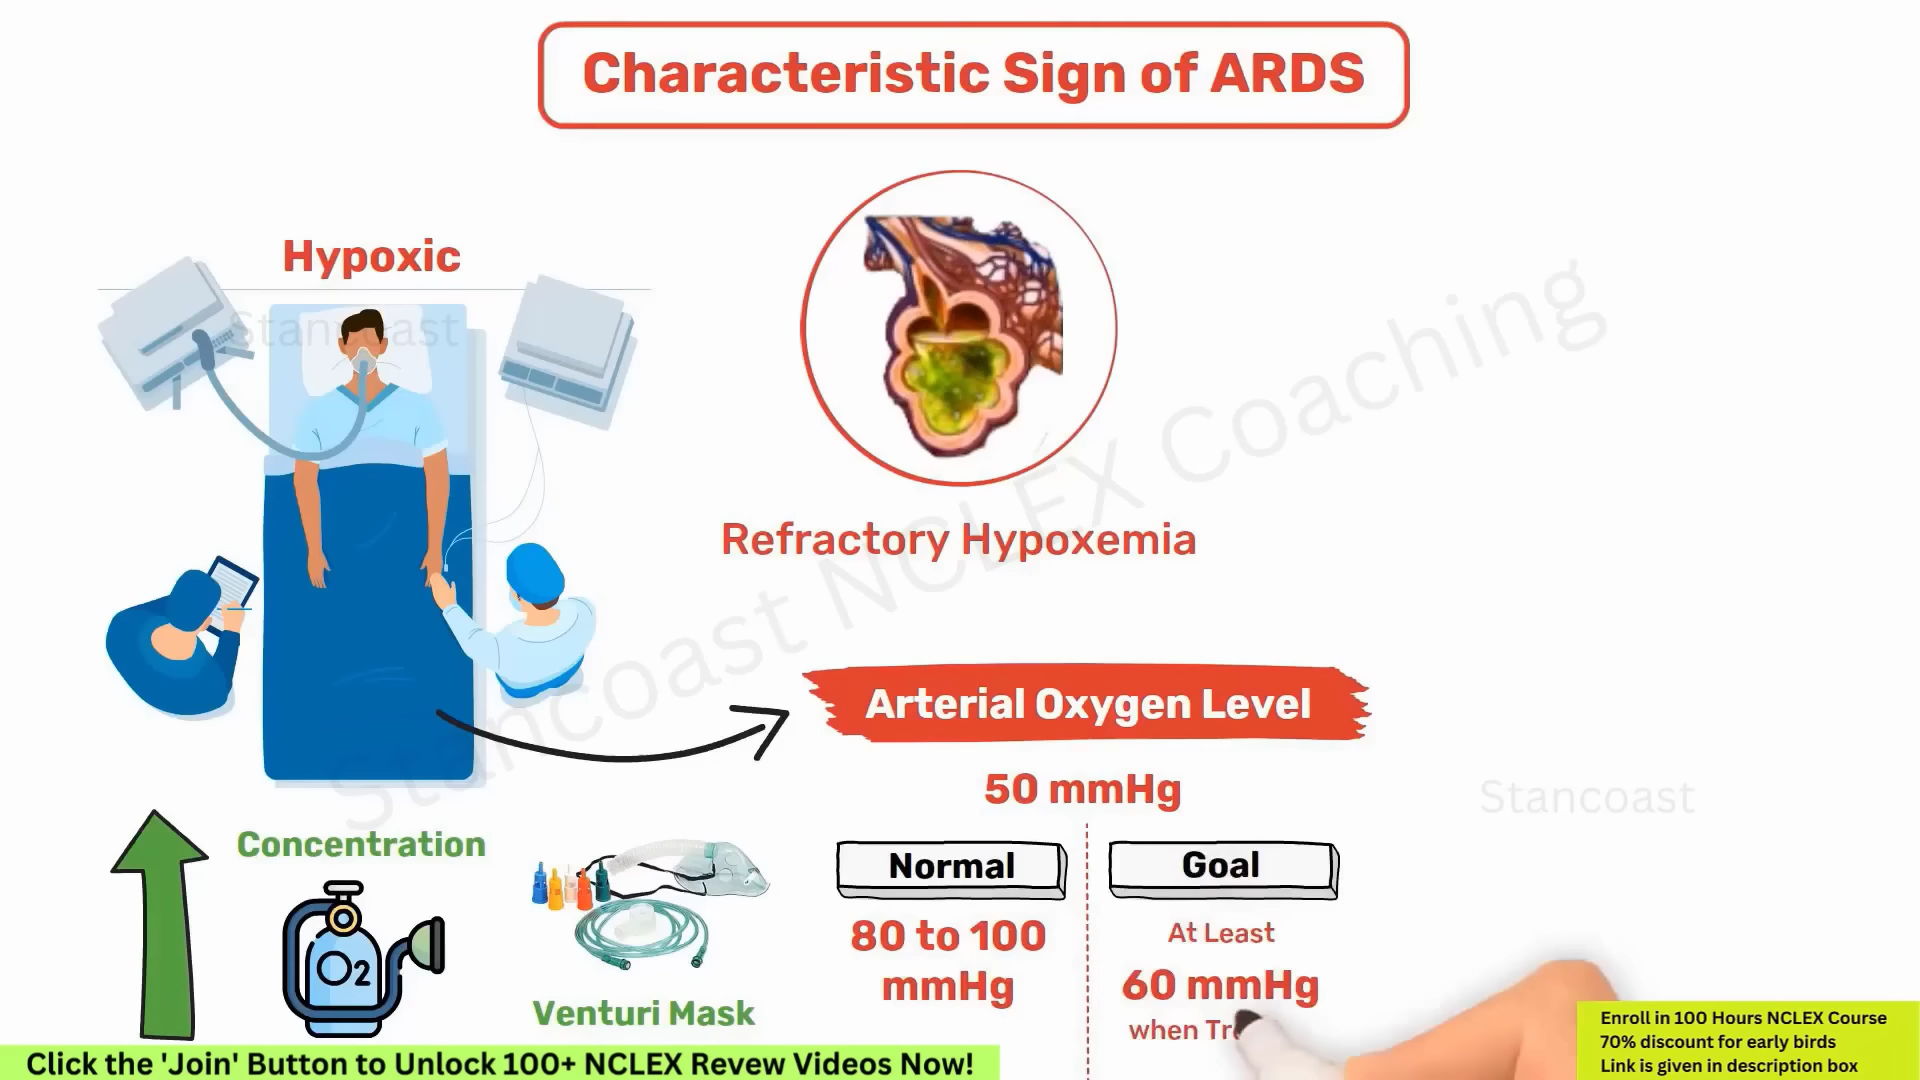 Characteristic Sign of ARDS
Hypoxic
Stancoast
Refractory Hypoxemia
Stancoast NCLEX Coaching
Arterial Oxygen Level
50 mmHg
Stancoast
Concentration
O2
Venturi Mask
Normal
80 to 100
mmHg
Goal
At Least
60 mmHg
when
Click the 'Join' Button to Unlock 100+ NCLEX Revew Videos Now!
Enroll in 100 Hours NCLEX Course
70% discount for early birds
Link is given in description box